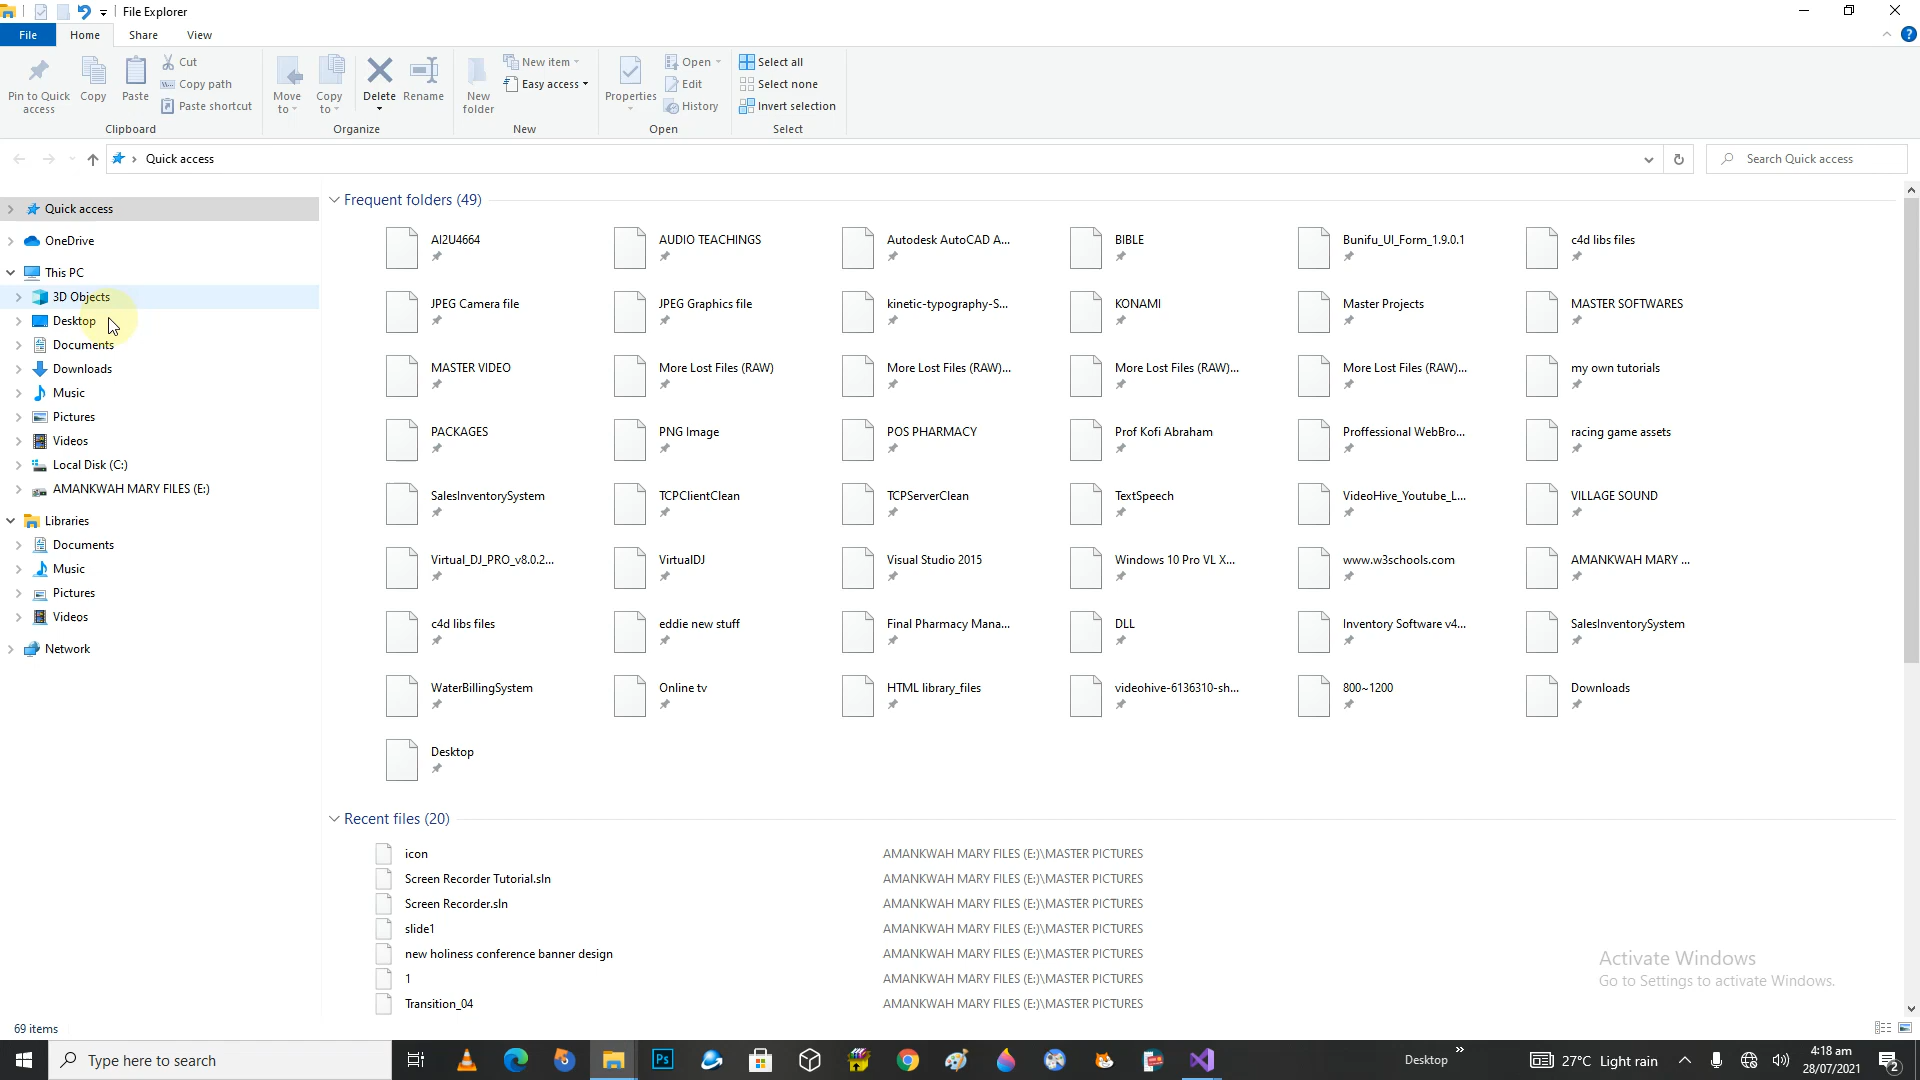 File Explorer
File Home Share View
Pin to Quick access
Copy
Paste
Cut
Copy path
Paste shortcut
Clipboard
Move to
Copy to
Delete
Rename
Organize
New folder
New item
Easy access
New
Properties
Open
Edit
History
Open
Select all
Select none
Invert selection
Select
Quick access
Search Quick access
Quick access
OneDrive
This PC
3D Objects
Desktop
Documents
Downloads
Music
Pictures
Videos
Local Disk (C:)
AMANKWAH MARY FILES (E:)
Libraries
Documents
Music
Pictures
Videos
Network
Frequent folders (49)
AI2U4664 AUDIO TEACHINGS Autodesk AutoCAD A... BIBLE Bunifu_UI_Form_1.9.0.1 c4d libs files
JPEG Camera file JPEG Graphics file kinetic-typography-S... KONAMI Master Projects MASTER SOFTWARES
MASTER VIDEO More Lost Files (RAW) More Lost Files (RAW)... More Lost Files (RAW)... More Lost Files (RAW)... my own tutorials
PACKAGES PNG Image POS PHARMACY Prof Kofi Abraham Proffessional WebBro... racing game assets
SalesInventorySystem TCPClientClean TCPServerClean TextSpeech VideoHive_Youtube_L... VILLAGE SOUND
Virtual_DJ_PRO_v8.0.2... VirtualDJ Visual Studio 2015 Windows 10 Pro VL X... www.w3schools.com AMANKWAH MARY ...
c4d libs files eddie new stuff Final Pharmacy Mana... DLL Inventory Software v4... SalesInventorySystem
WaterBillingSystem Online tv HTML library_files videohive-6136310-sh... 800~1200 Downloads
Desktop
Recent files (20)
icon AMANKWAH MARY FILES (E:)\MASTER PICTURES
Screen Recorder Tutorial.sln AMANKWAH MARY FILES (E:)\MASTER PICTURES
Screen Recorder.sln AMANKWAH MARY FILES (E:)\MASTER PICTURES
slide1 AMANKWAH MARY FILES (E:)\MASTER PICTURES
new holiness conference banner design AMANKWAH MARY FILES (E:)\MASTER PICTURES
1 AMANKWAH MARY FILES (E:)\MASTER PICTURES
Transition_04 AMANKWAH MARY FILES (E:)\MASTER PICTURES
Activate Windows
Go to Settings to activate Windows.
69 items
Type here to search
Ps
Desktop
27°C Light rain
4:18 am
28/07/2021
2